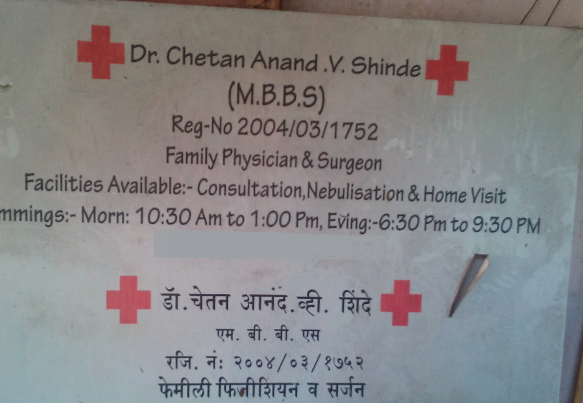 Dr. Chetan Anand .V. Shinde
(M.B.B.S)
Reg-No 2004/03/1752
Family Physician & Surgeon
Facilities Available:- Consultation,Nebulisation & Home Visit
mmings:- Morn: 10:30 Am to 1:00 Pm, Eving:-6:30 Pm to 9:30 PM
डॉ.चेतन आनंद.व्ही. शिंदे
एम. बी. बी. एस
रजि. नं: २००४/०३/१७५२
फेमीली फिजीशियन व सर्जन